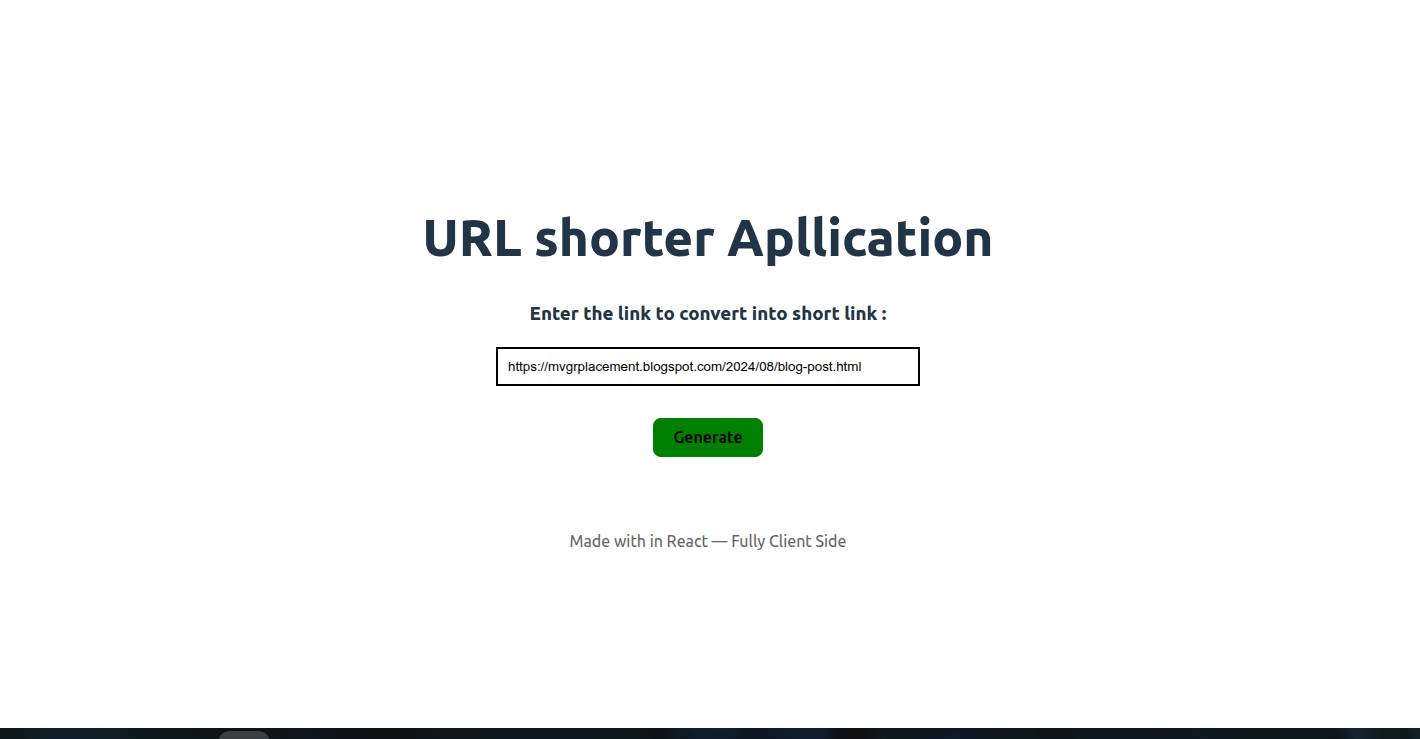 URL shorter Apllication
Enter the link to convert into short link :
https://mvgrplacement.blogspot.com/2024/08/blog-post.html
Generate
Made with in React — Fully Client Side